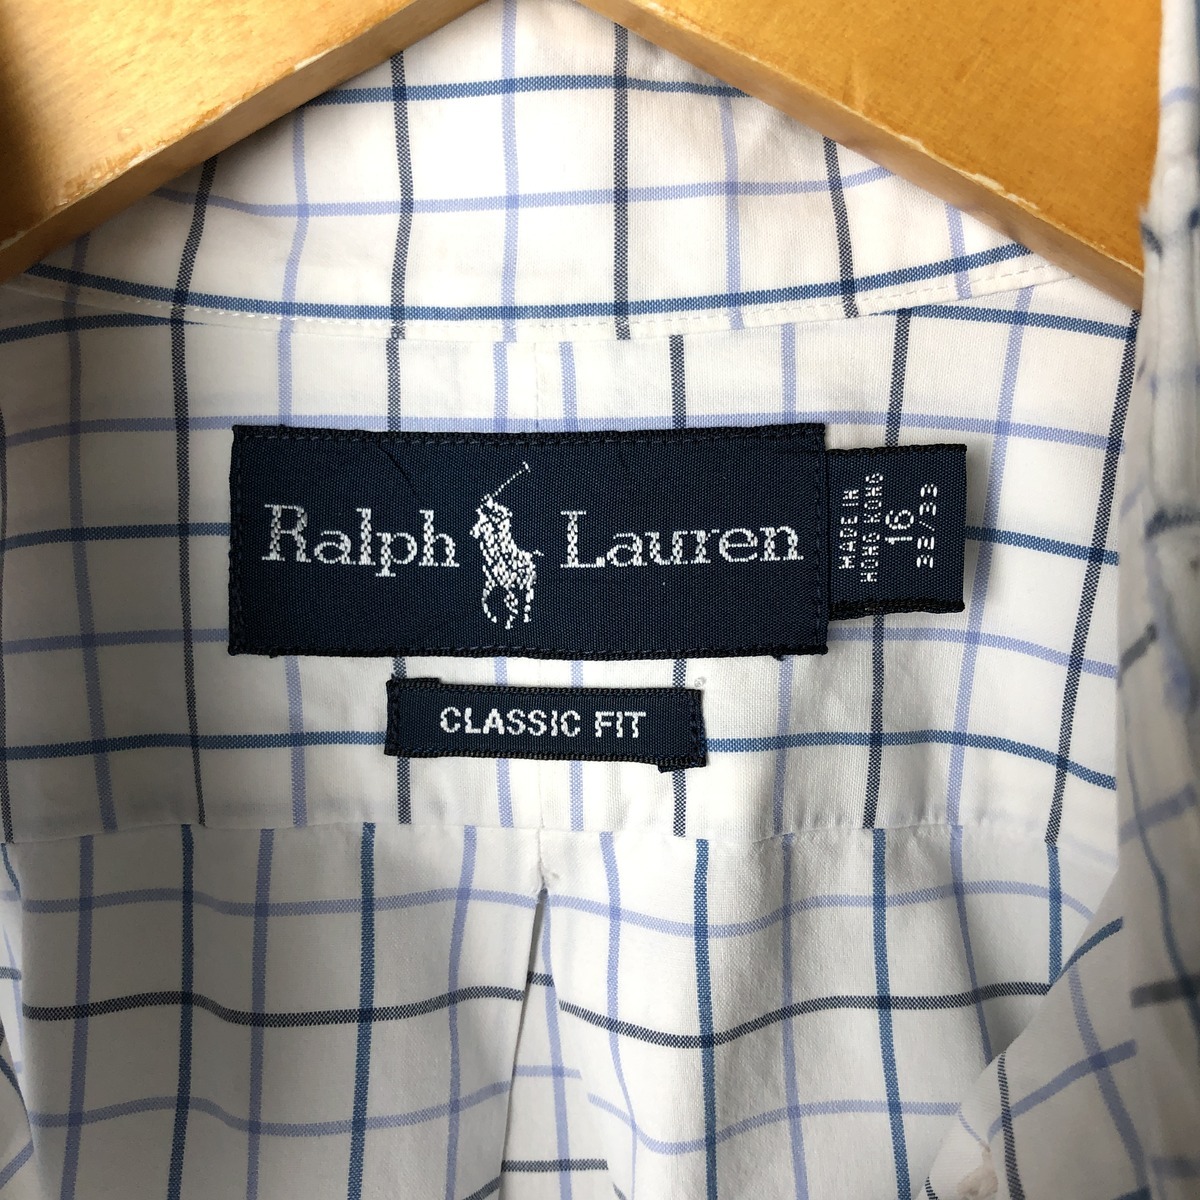 Ralph Lauren
MADE IN
HONG KONG
16
32/33
CLASSIC FIT